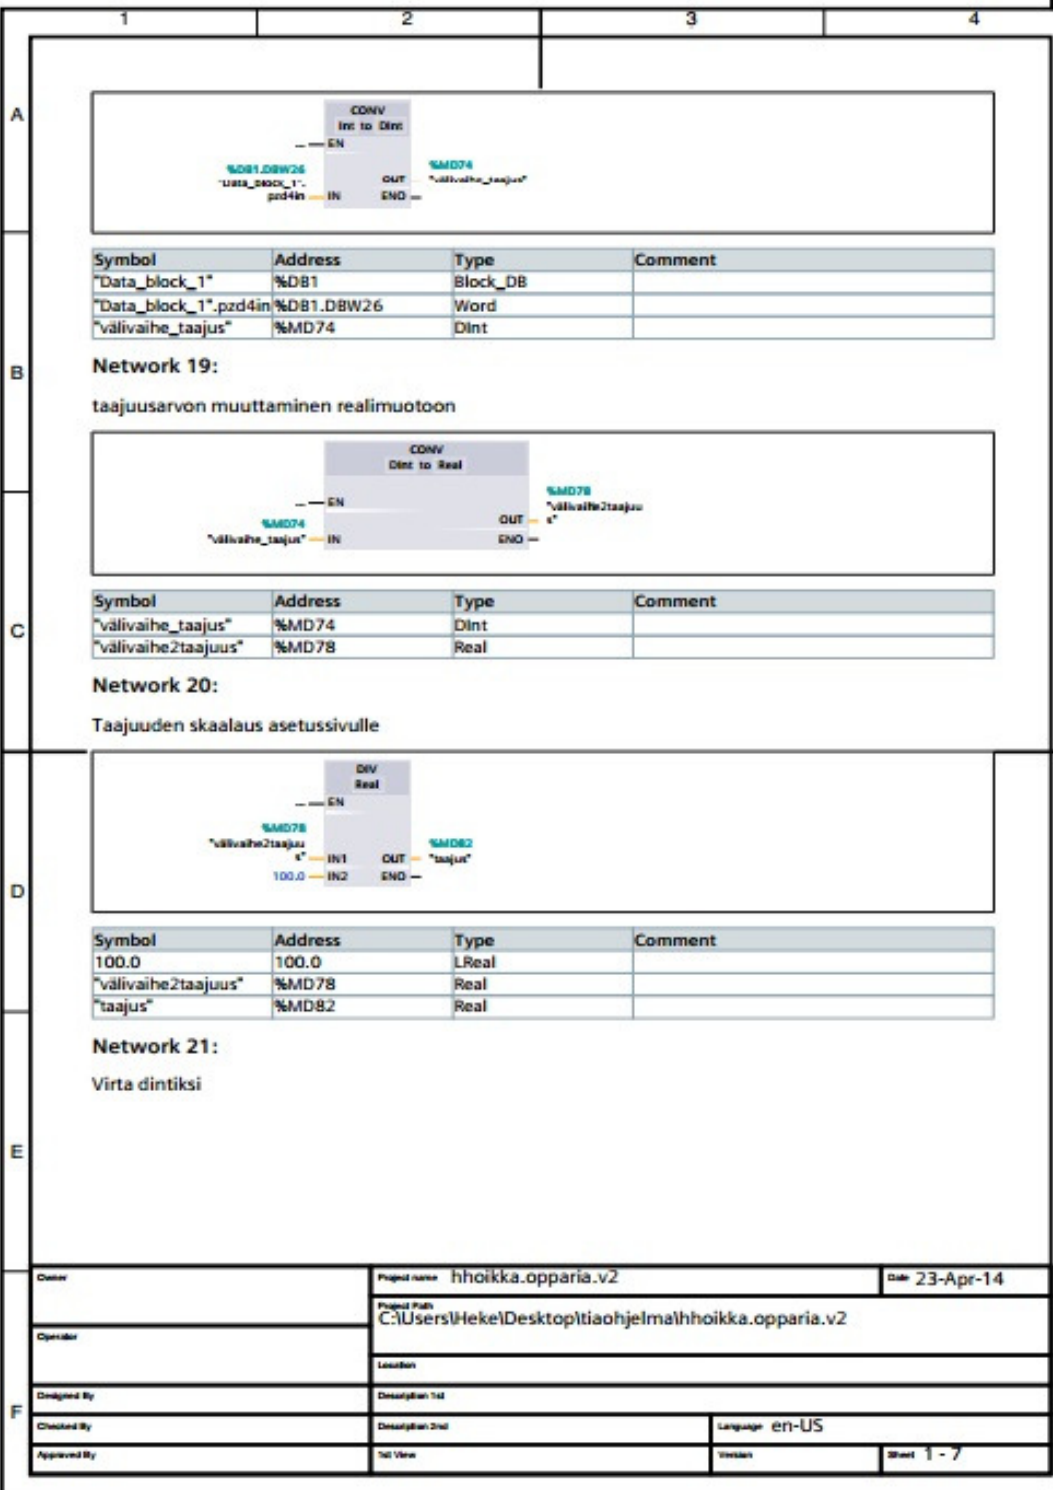 1 2 3 4
A
CONV
Int to DInt
... EN
%DB1.DBW26
"Data_block_1".
pzd4in IN
%MD74
OUT "välivaihe_taajus"
ENO
Symbol Address Type Comment
"Data_block_1" %DB1 Block_DB
"Data_block_1".pzd4in %DB1.DBW26 Word
"välivaihe_taajus" %MD74 DInt
B
Network 19:
taajuusarvon muuttaminen realimuotoon
CONV
DInt to Real
... EN
%MD74
"välivaihe_taajus" IN
%MD78
"välivaihe2taajuu
OUT s"
ENO
C
Symbol Address Type Comment
"välivaihe_taajus" %MD74 DInt
"välivaihe2taajuus" %MD78 Real
Network 20:
Taajuuden skaalaus asetussivulle
DIV
Real
... EN
%MD78
"välivaihe2taajuu
s" IN1
100.0 IN2
%MD82
OUT "taajus"
ENO
D
Symbol Address Type Comment
100.0 100.0 LReal
"välivaihe2taajuus" %MD78 Real
"taajus" %MD82 Real
Network 21:
Virta dintiksi
E
F
Owner
Project name hhoikka.opparia.v2
Date 23-Apr-14
Project Path
C:\Users\Heke\Desktop\tiaohjelma\hhoikka.opparia.v2
Operator
Location
Designed By
Description 1st
Checked By
Description 2nd
Language en-US
Approved By
1st View
Version
Sheet 1 - 7